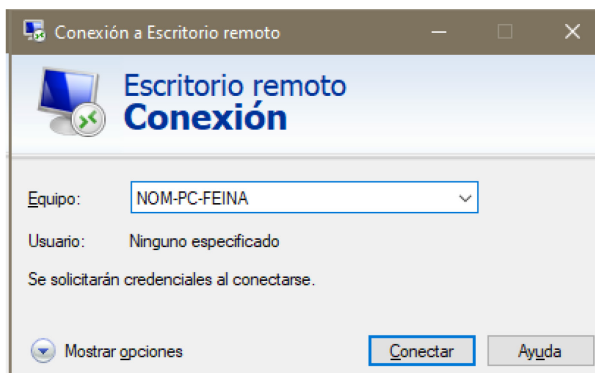 Conexión a Escritorio remoto
Escritorio remoto
Conexión
Equipo: NOM-PC-FEINA
Usuario: Ninguno especificado
Se solicitarán credenciales al conectarse.
Mostrar opciones Conectar Ayuda